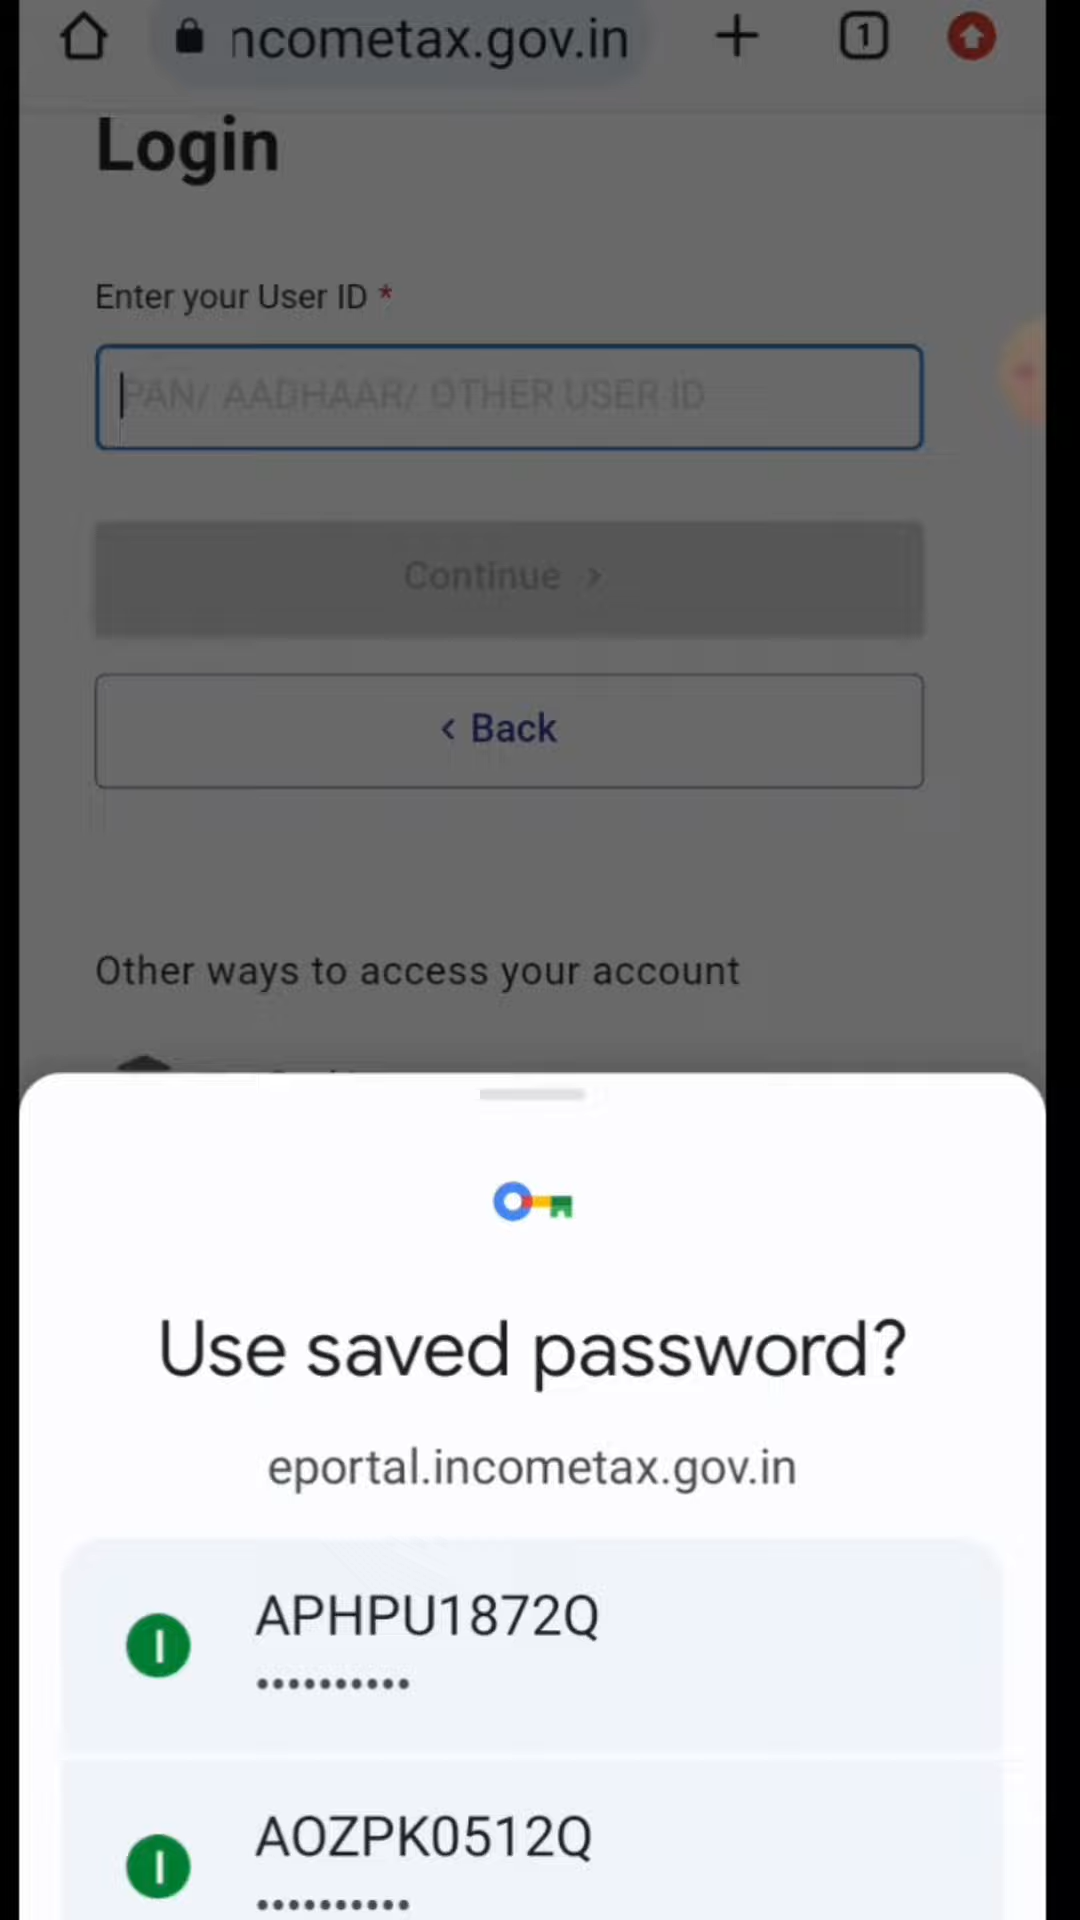 ncometax.gov.in
1
Login
Enter your User ID *
PAN/ AADHAAR/ OTHER USER ID
Continue >
< Back
Other ways to access your account
Use saved password?
eportal.incometax.gov.in
I
APHPU1872Q
••••••••••
I
AOZPK0512Q
••••••••••